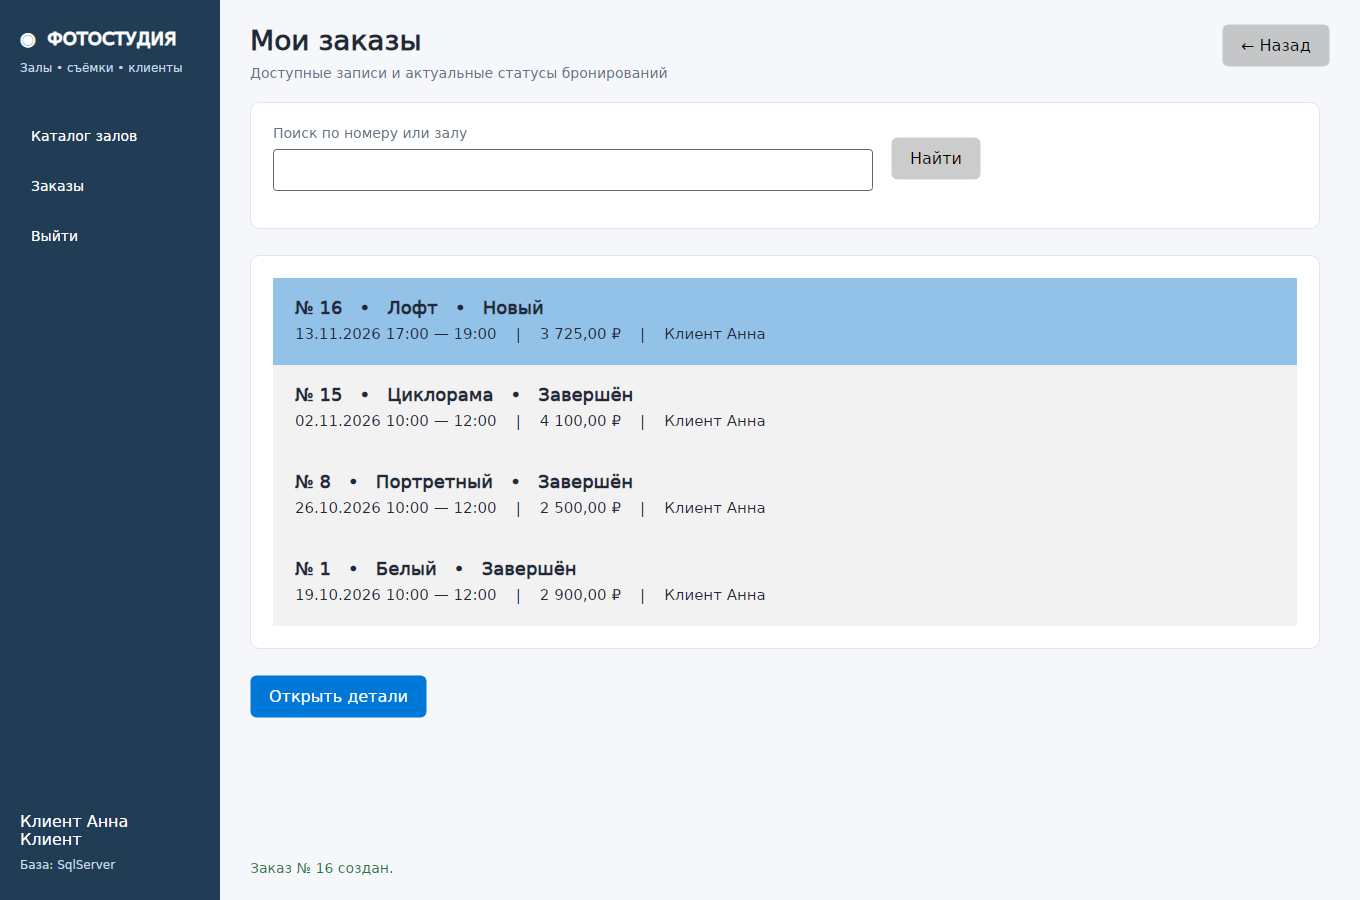 ◉ ФОТОСТУДИЯ
Залы • съёмки • клиенты
Каталог залов
Заказы
Выйти
Клиент Анна
Клиент
База: SqlServer
Мои заказы
Доступные записи и актуальные статусы бронирований
← Назад
Поиск по номеру или залу
Найти
№ 16 • Лофт • Новый
13.11.2026 17:00 — 19:00 | 3 725,00 ₽ | Клиент Анна
№ 15 • Циклорама • Завершён
02.11.2026 10:00 — 12:00 | 4 100,00 ₽ | Клиент Анна
№ 8 • Портретный • Завершён
26.10.2026 10:00 — 12:00 | 2 500,00 ₽ | Клиент Анна
№ 1 • Белый • Завершён
19.10.2026 10:00 — 12:00 | 2 900,00 ₽ | Клиент Анна
Открыть детали
Заказ № 16 создан.